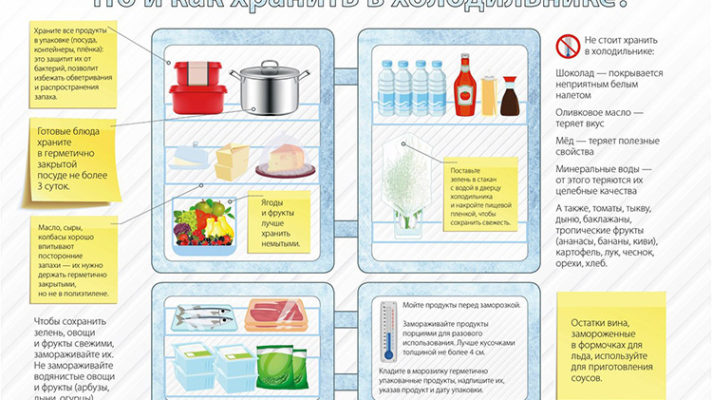 Что и как хранить в холодильнике?
Храните все продукты
в упаковке (посуда,
контейнеры, плёнка):
это защитит их от
бактерий, позволит
избежать обветривания
и распространения
запаха.
Готовые блюда
храните
в герметично
закрытой
посуде не более
3 суток.
Масло, сыры,
колбасы хорошо
впитывают
посторонние
запахи — их нужно
держать герметично
закрытыми,
но не в полиэтилене.
Чтобы сохранить
зелень, овощи
и фрукты свежими,
замораживайте их.
Не замораживайте
водянистые овощи
и фрукты (арбузы,
дыни, огурцы).
Ягоды
и фрукты
лучше
хранить
немытыми.
Поставьте
зелень в стакан
с водой в дверцу
холодильника
и накройте пищевой
пленкой, чтобы
сохранить свежесть.
Мойте продукты перед заморозкой.
Замораживайте продукты
порциями для разового
использования. Лучше кусочками
толщиной не более 4 см.
Кладите в морозилку герметично
упакованные продукты, надпишите их,
указав продукт и дату упаковки.
Не стоит хранить
в холодильнике:
Шоколад — покрывается
неприятным белым
налетом
Оливковое масло —
теряет вкус
Мёд — теряет полезные
свойства
Минеральные воды —
от этого теряются их
целебные качества
А также, томаты, тыкву,
дыню, баклажаны,
тропические фрукты
(ананасы, бананы, киви),
картофель, лук, чеснок,
орехи, хлеб.
Остатки вина,
замороженные
в формочках для
льда, используйте
для приготовления
соусов.